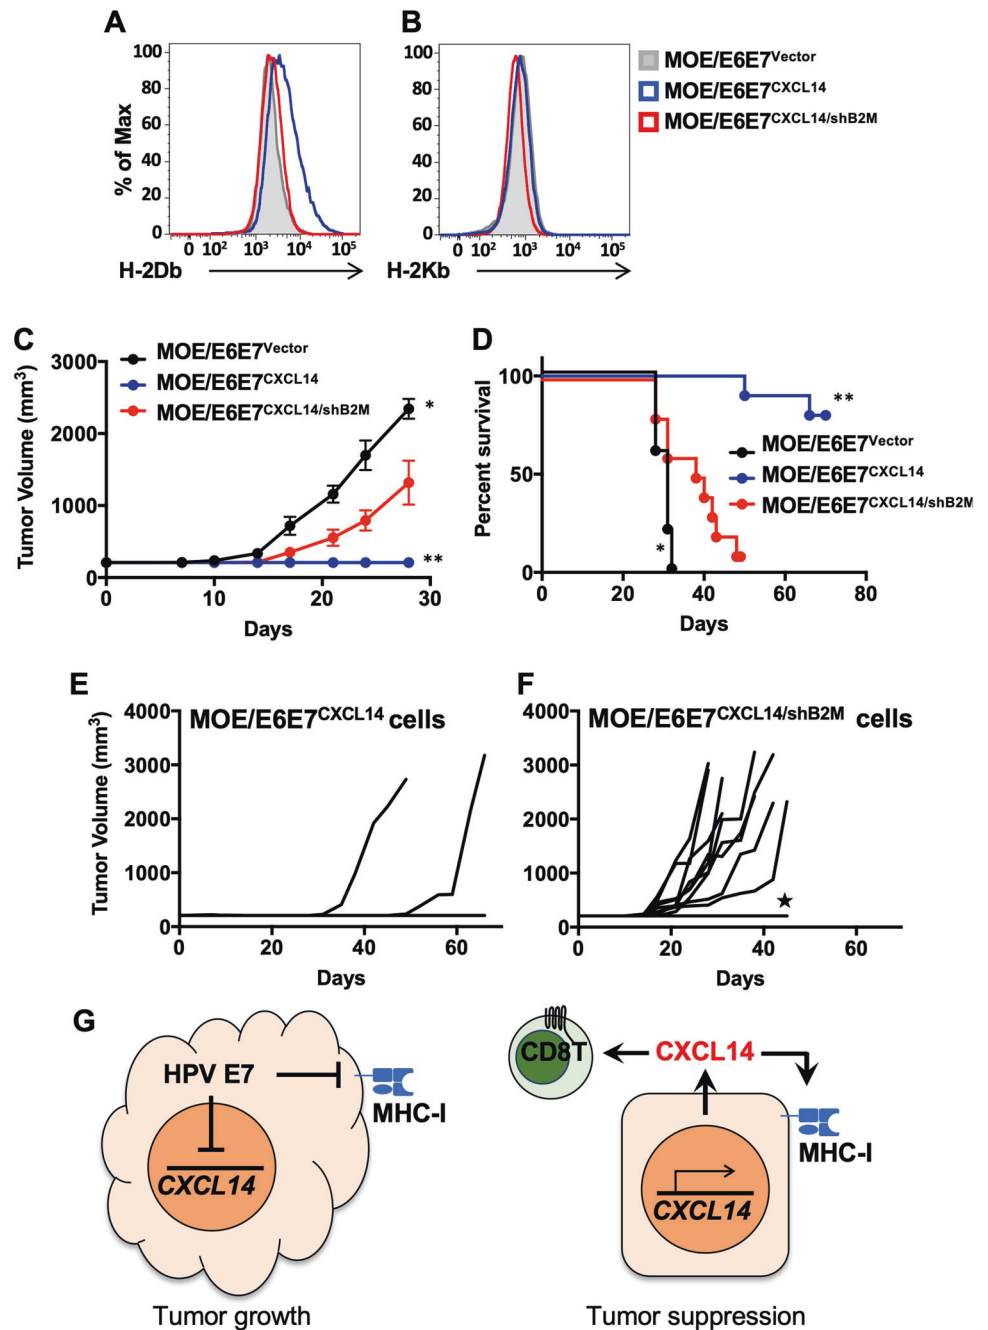 A
B
100
80
60
40
20
0
% of Max
0 10² 10³ 10⁴ 10⁵
H-2Db
100
80
60
40
20
0
0 10² 10³ 10⁴ 10⁵
H-2Kb
MOE/E6E7Vector
MOE/E6E7CXCL14
MOE/E6E7CXCL14/shB2M
C
Tumor Volume (mm³)
3000
2000
1000
0
0 10 20 30
Days
MOE/E6E7Vector
MOE/E6E7CXCL14
MOE/E6E7CXCL14/shB2M
*
**
D
Percent survival
100
50
0
0 20 40 60 80
Days
**
MOE/E6E7Vector
MOE/E6E7CXCL14
MOE/E6E7CXCL14/shB2M
*
E
MOE/E6E7CXCL14 cells
Tumor Volume (mm³)
4000
3000
2000
1000
0
0 20 40 60
Days
F
MOE/E6E7CXCL14/shB2M cells
4000
3000
2000
1000
0
★
0 20 40 60
Days
G
HPV E7
MHC-I
CXCL14
Tumor growth
CD8T
CXCL14
MHC-I
CXCL14
Tumor suppression